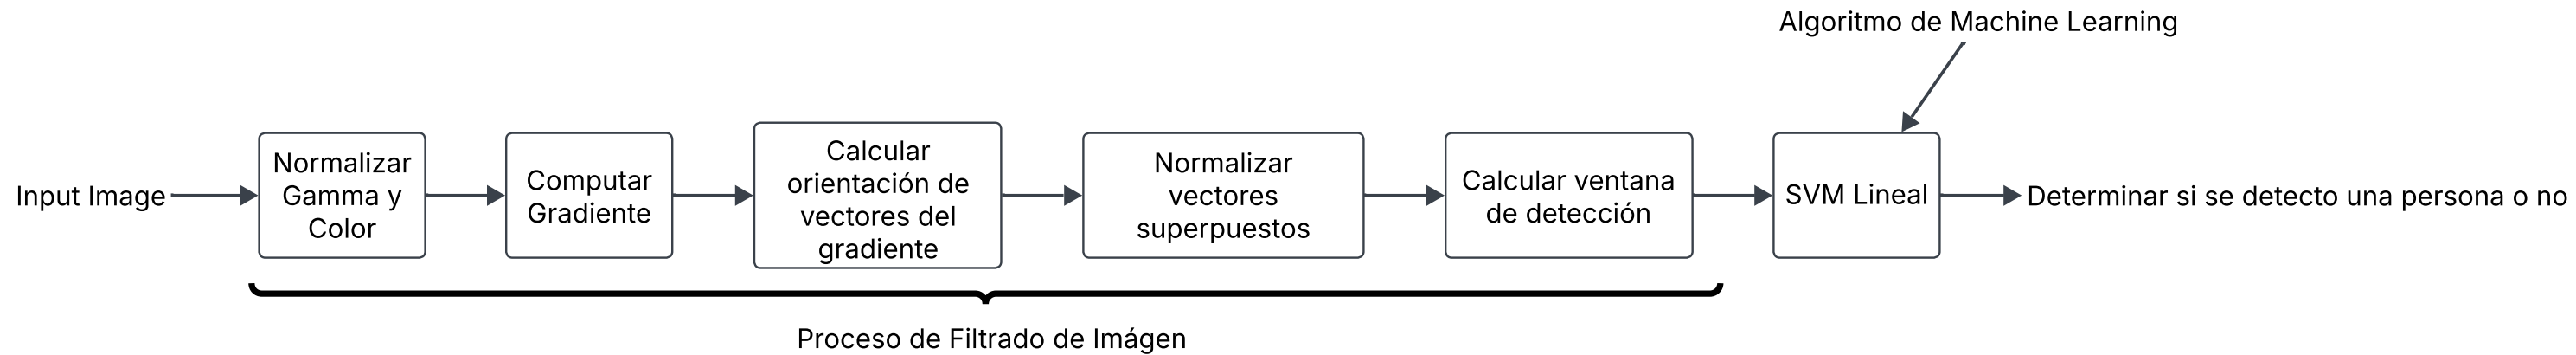 Algoritmo de Machine Learning
Input Image
Normalizar
Gamma y
Color
Computar
Gradiente
Calcular
orientación de
vectores del
gradiente
Normalizar
vectores
superpuestos
Calcular ventana
de detección
SVM Lineal
Determinar si se detecto una persona o no
Proceso de Filtrado de Imágen